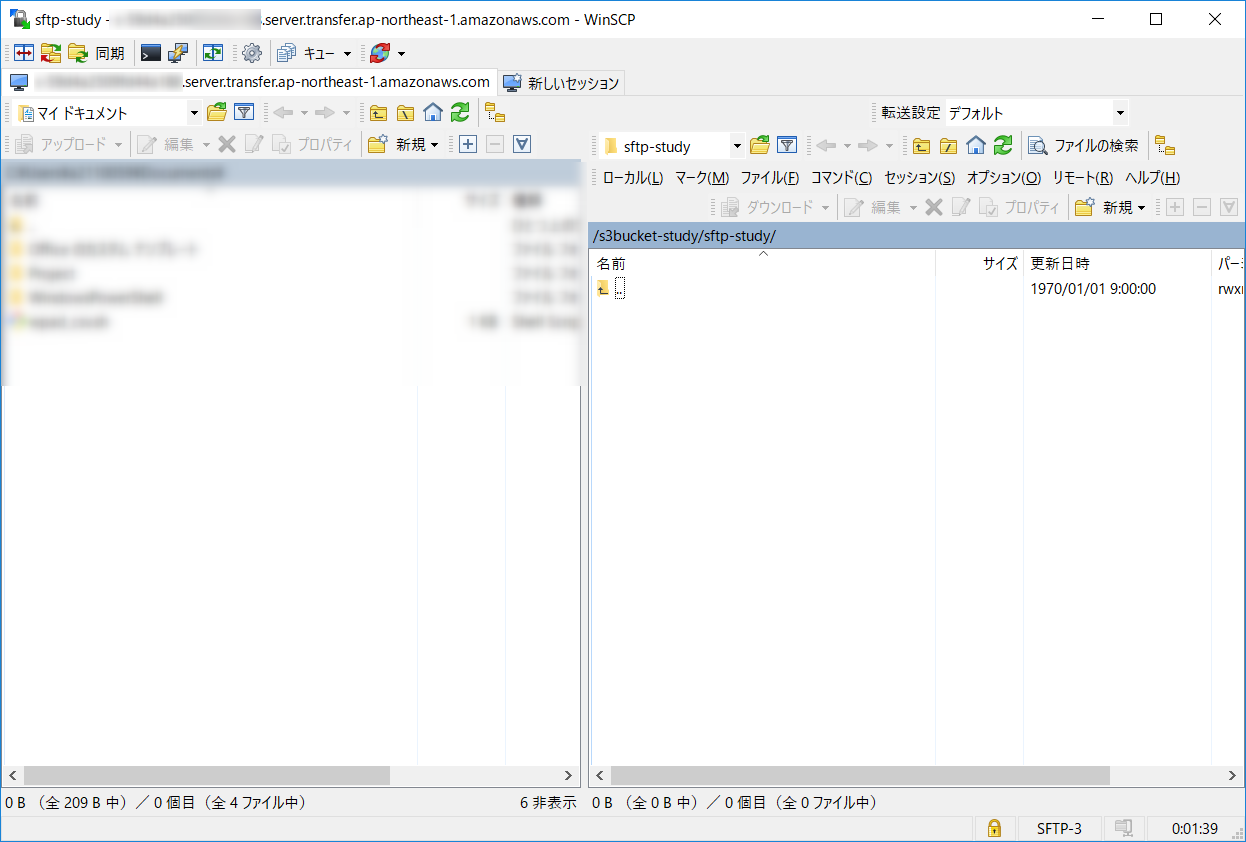 sftp-study - .server.transfer.ap-northeast-1.amazonaws.com - WinSCP
同期 キュー
.server.transfer.ap-northeast-1.amazonaws.com 新しいセッション
マイ ドキュメント 転送設定 デフォルト
アップロード 編集 プロパティ 新規
sftp-study ファイルの検索
ローカル(L) マーク(M) ファイル(F) コマンド(C) セッション(S) オプション(O) リモート(R) ヘルプ(H)
ダウンロード 編集 プロパティ 新規
/s3bucket-study/sftp-study/
名前 サイズ 更新日時 パー
.. 1970/01/01 9:00:00 rwx
0 B （全 209 B 中）／ 0 個目（全 4 ファイル中） 6 非表示
0 B （全 0 B 中）／ 0 個目（全 0 ファイル中）
SFTP-3 0:01:39